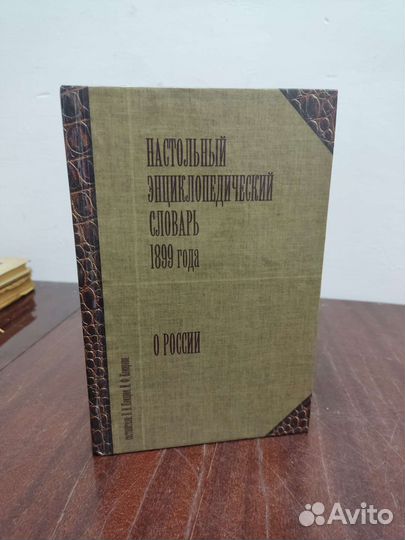 НАСТОЛЬНЫЙ
ЭНЦИКЛОПЕДИЧЕСКИЙ
СЛОВАРЬ
1899 года
О РОССИИ
Avito